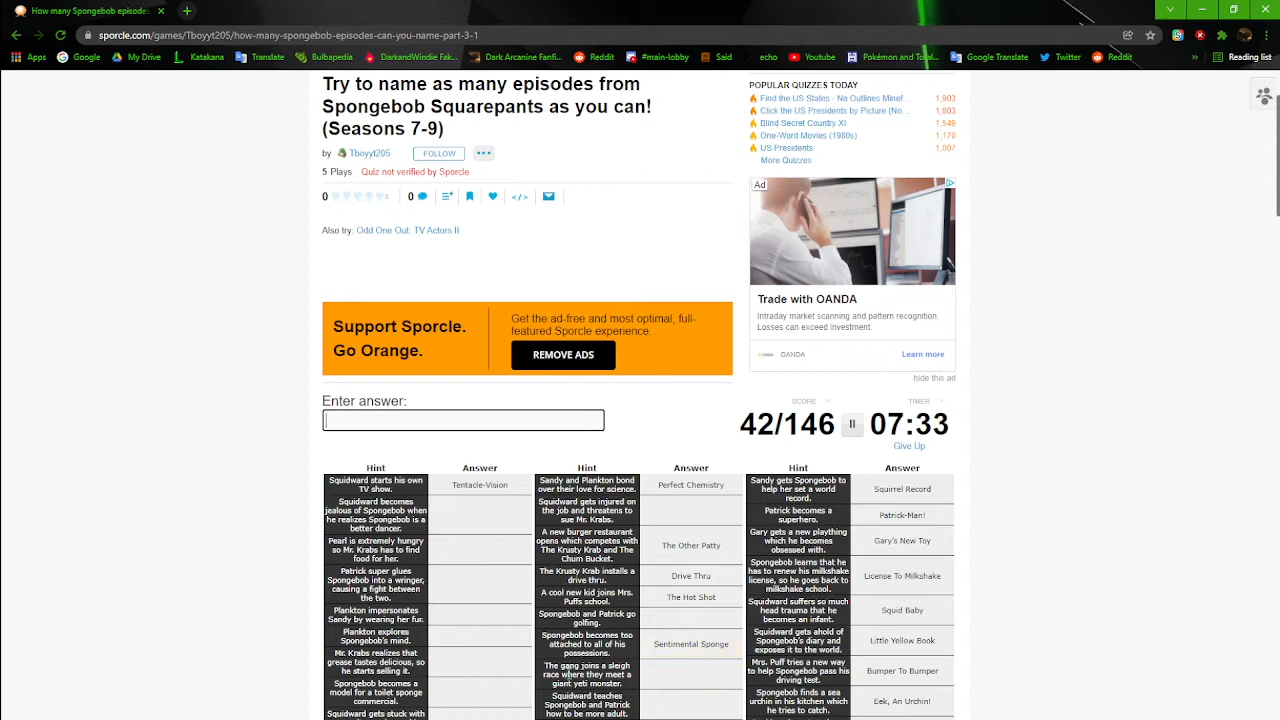 How many Spongebob episodes
sporcle.com/games/Tboyyt205/how-many-spongebob-episodes-can-you-name-part-3-1
Apps
Google
My Drive
Katakana
Bulbapedia
DarkandWindie Faké...
Dark Arcanine Fanfi...
Reddit
#main-lobby
Said
echo
Youtube
Pokémon and Total...
Google Translate
Twitter
Reddit
»
Reading list
Try to name as many episodes from
Spongebob Squarepants as you can!
(Seasons 7-9)
by Tboyyt205 FOLLOW
5 Plays Quiz not verified by Sporcle
0 0 0 </>
Also try: Odd One Out: TV Actors II
Support Sporcle.
Go Orange.
Get the ad-free and most optimal, full-
featured Sporcle experience.
REMOVE ADS
POPULAR QUIZZES TODAY
Find the US States - No Outlines Minef... 1,903
Click the US Presidents by Picture (No... 1,803
Blind Secret Country XI 1,549
One-Word Movies (1980s) 1,170
US Presidents 1,007
More Quizzes
Ad
Trade with OANDA
Intraday market scanning and pattern recognition.
Losses can exceed investment.
OANDA
Learn more
hide this ad
Enter answer:
SCORE
TIMER
42/146
07:33
Give Up
Hint Answer Hint Answer Hint Answer
Squidward starts his own
TV show.
Tentacle-Vision
Squidward becomes
jealous of Spongebob when
he realizes Spongebob is a
better dancer.
Pearl is extremely hungry
so Mr. Krabs has to find
food for her.
Patrick super glues
Spongebob into a wringer,
causing a fight between
the two.
Plankton impersonates
Sandy by wearing her fur.
Plankton explores
Spongebob's mind.
Mr. Krabs realizes that
grease tastes delicious, so
he starts selling it.
Spongebob becomes a
model for a toilet sponge
commercial.
Squidward gets stuck with
Sandy and Plankton bond
over their love for science.
Perfect Chemistry
Squidward gets injured on
the job and threatens to
sue Mr. Krabs.
A new burger restaurant
opens which competes with
the Krusty Krab and The
Chum Bucket.
The Other Patty
The Krusty Krab installs a
drive thru.
Drive Thru
A cool new kid joins Mrs.
Puffs school.
The Hot Shot
Spongebob and Patrick go
golfing.
Spongebob becomes too
attached to all of his
possessions.
Sentimental Sponge
The gang joins a sleigh
race where they meet a
giant yeti monster.
Squidward teaches
Spongebob and Patrick
how to be more adult.
Sandy gets Spongebob to
help her set a world
record.
Squirrel Record
Patrick becomes a
superhero.
Patrick-Man!
Gary gets a new plaything
which he becomes
obsessed with.
Gary's New Toy
Spongebob learns that he
has to renew his milkshake
license, so he goes back to
milkshake school.
License To Milkshake
Squidward suffers so much
head trauma that he
becomes an infant.
Squid Baby
Squidward gets ahold of
Spongebob's diary and
exposes it to the world.
Little Yellow Book
Mrs. Puff tries a new way
to help Spongebob pass his
driving test.
Bumper To Bumper
Spongebob finds a sea
urchin in his kitchen which
he tries to catch.
Eek, An Urchin!